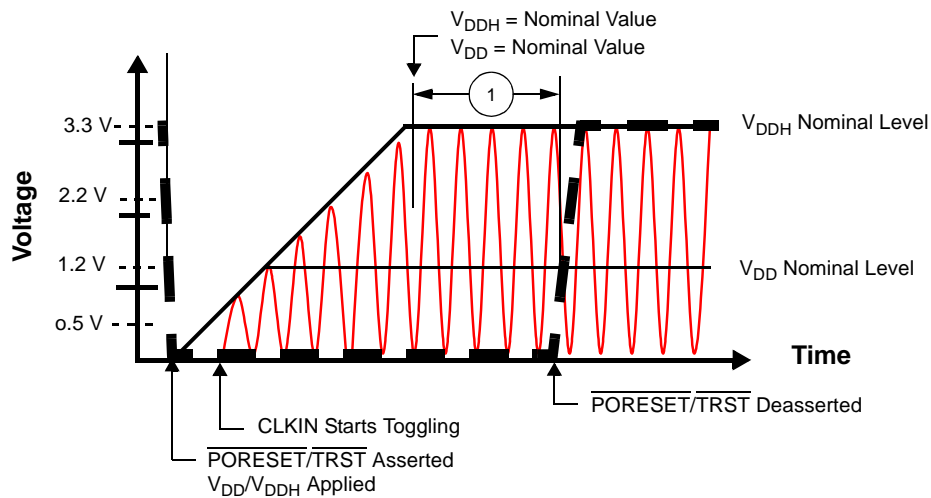 VDDH = Nominal Value
VDD = Nominal Value
1
3.3 V
2.2 V
1.2 V
o.5 V
Voltage
VDDH Nominal Level
VDD Nominal Level
Time
PORESET/TRST Deasserted
CLKIN Starts Toggling
PORESET/TRST Asserted
VDD/VDDH Applied